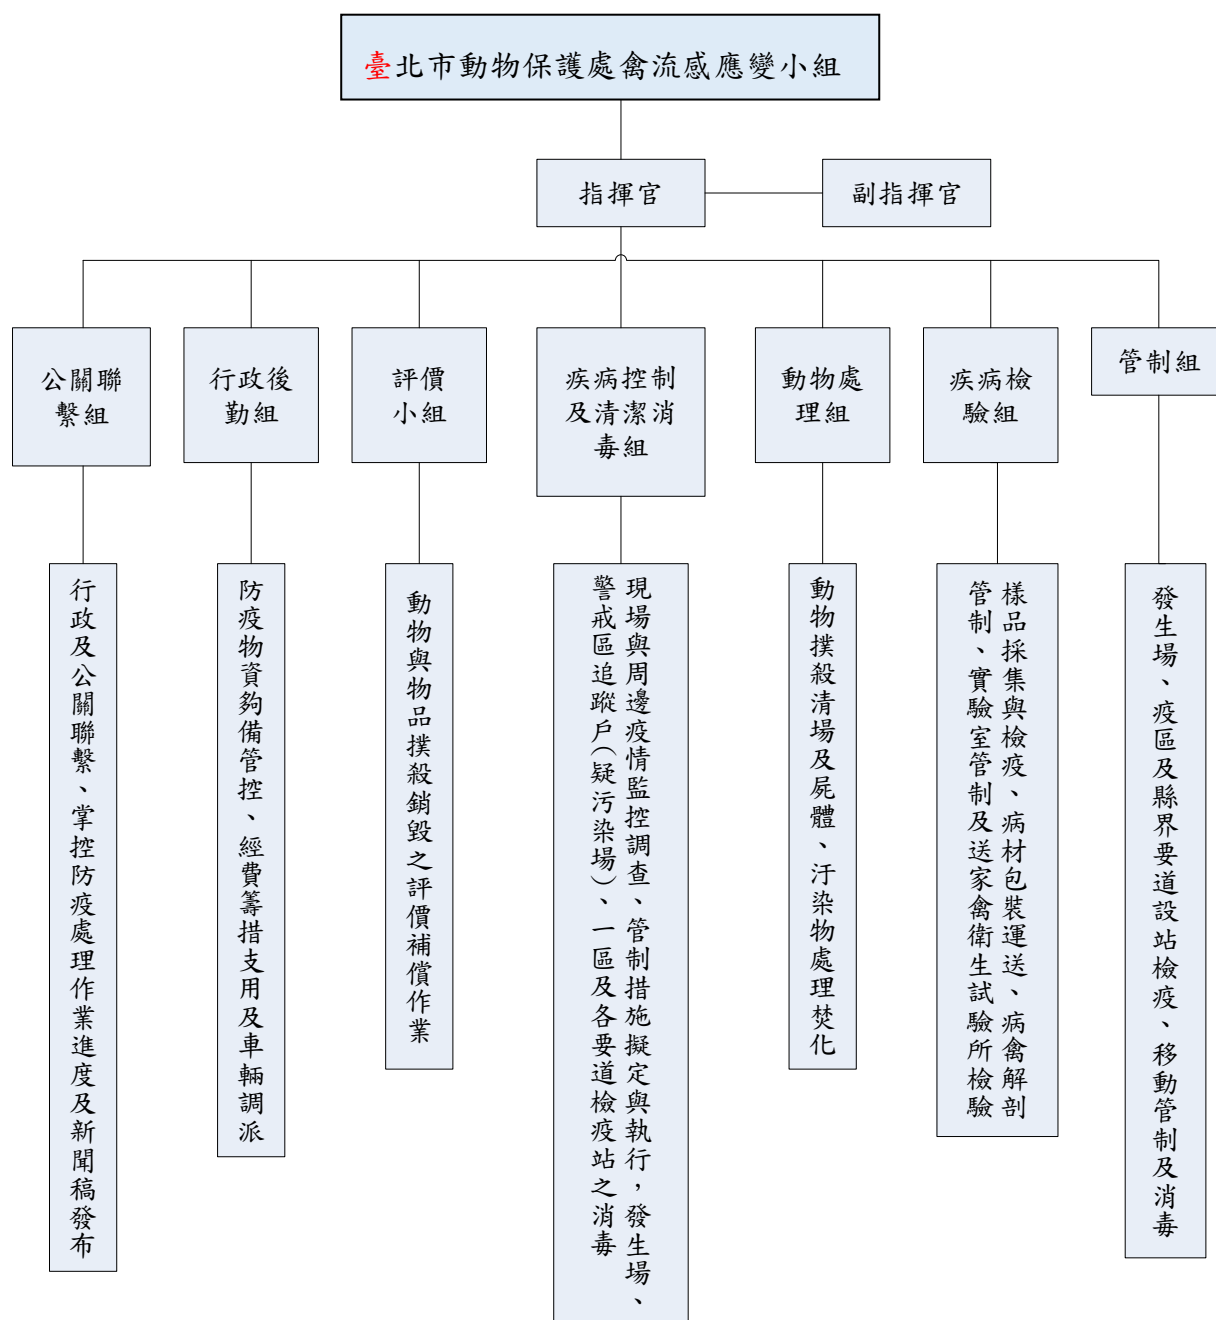 臺北市動物保護處禽流感應變小組
指揮官
副指揮官
公關聯
繫組
行政後
勤組
評價
小組
疾病控制
及清潔消
毒組
動物處
理組
疾病檢
驗組
管制組
行政及公關聯繫、掌控防疫處理作業進度及新聞稿發布
防疫物資夠備管控、經費籌措支用及車輛調派
動物與物品撲殺銷毀之評價補償作業
現場與周邊疫情監控調查、管制措施擬定與執行，發生場、
警戒區追蹤戶(疑污染場)、一區及各要道檢疫站之消毒
動物撲殺清場及屍體、汙染物處理焚化
樣品採集與檢疫、病材包裝運送、病禽解剖
管制、實驗室管制及送家禽衛生試驗所檢驗
發生場、疫區及縣界要道設站檢疫、移動管制及消毒